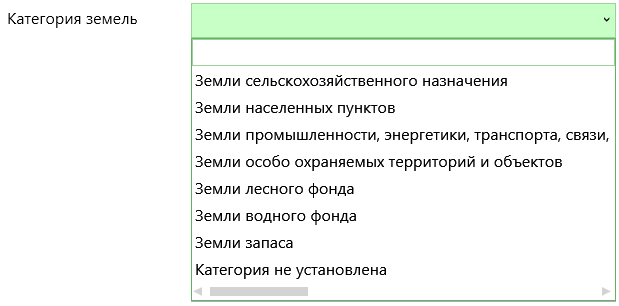 Категория земель
Земли сельскохозяйственного назначения
Земли населенных пунктов
Земли промышленности, энергетики, транспорта, связи,
Земли особо охраняемых территорий и объектов
Земли лесного фонда
Земли водного фонда
Земли запаса
Категория не установлена